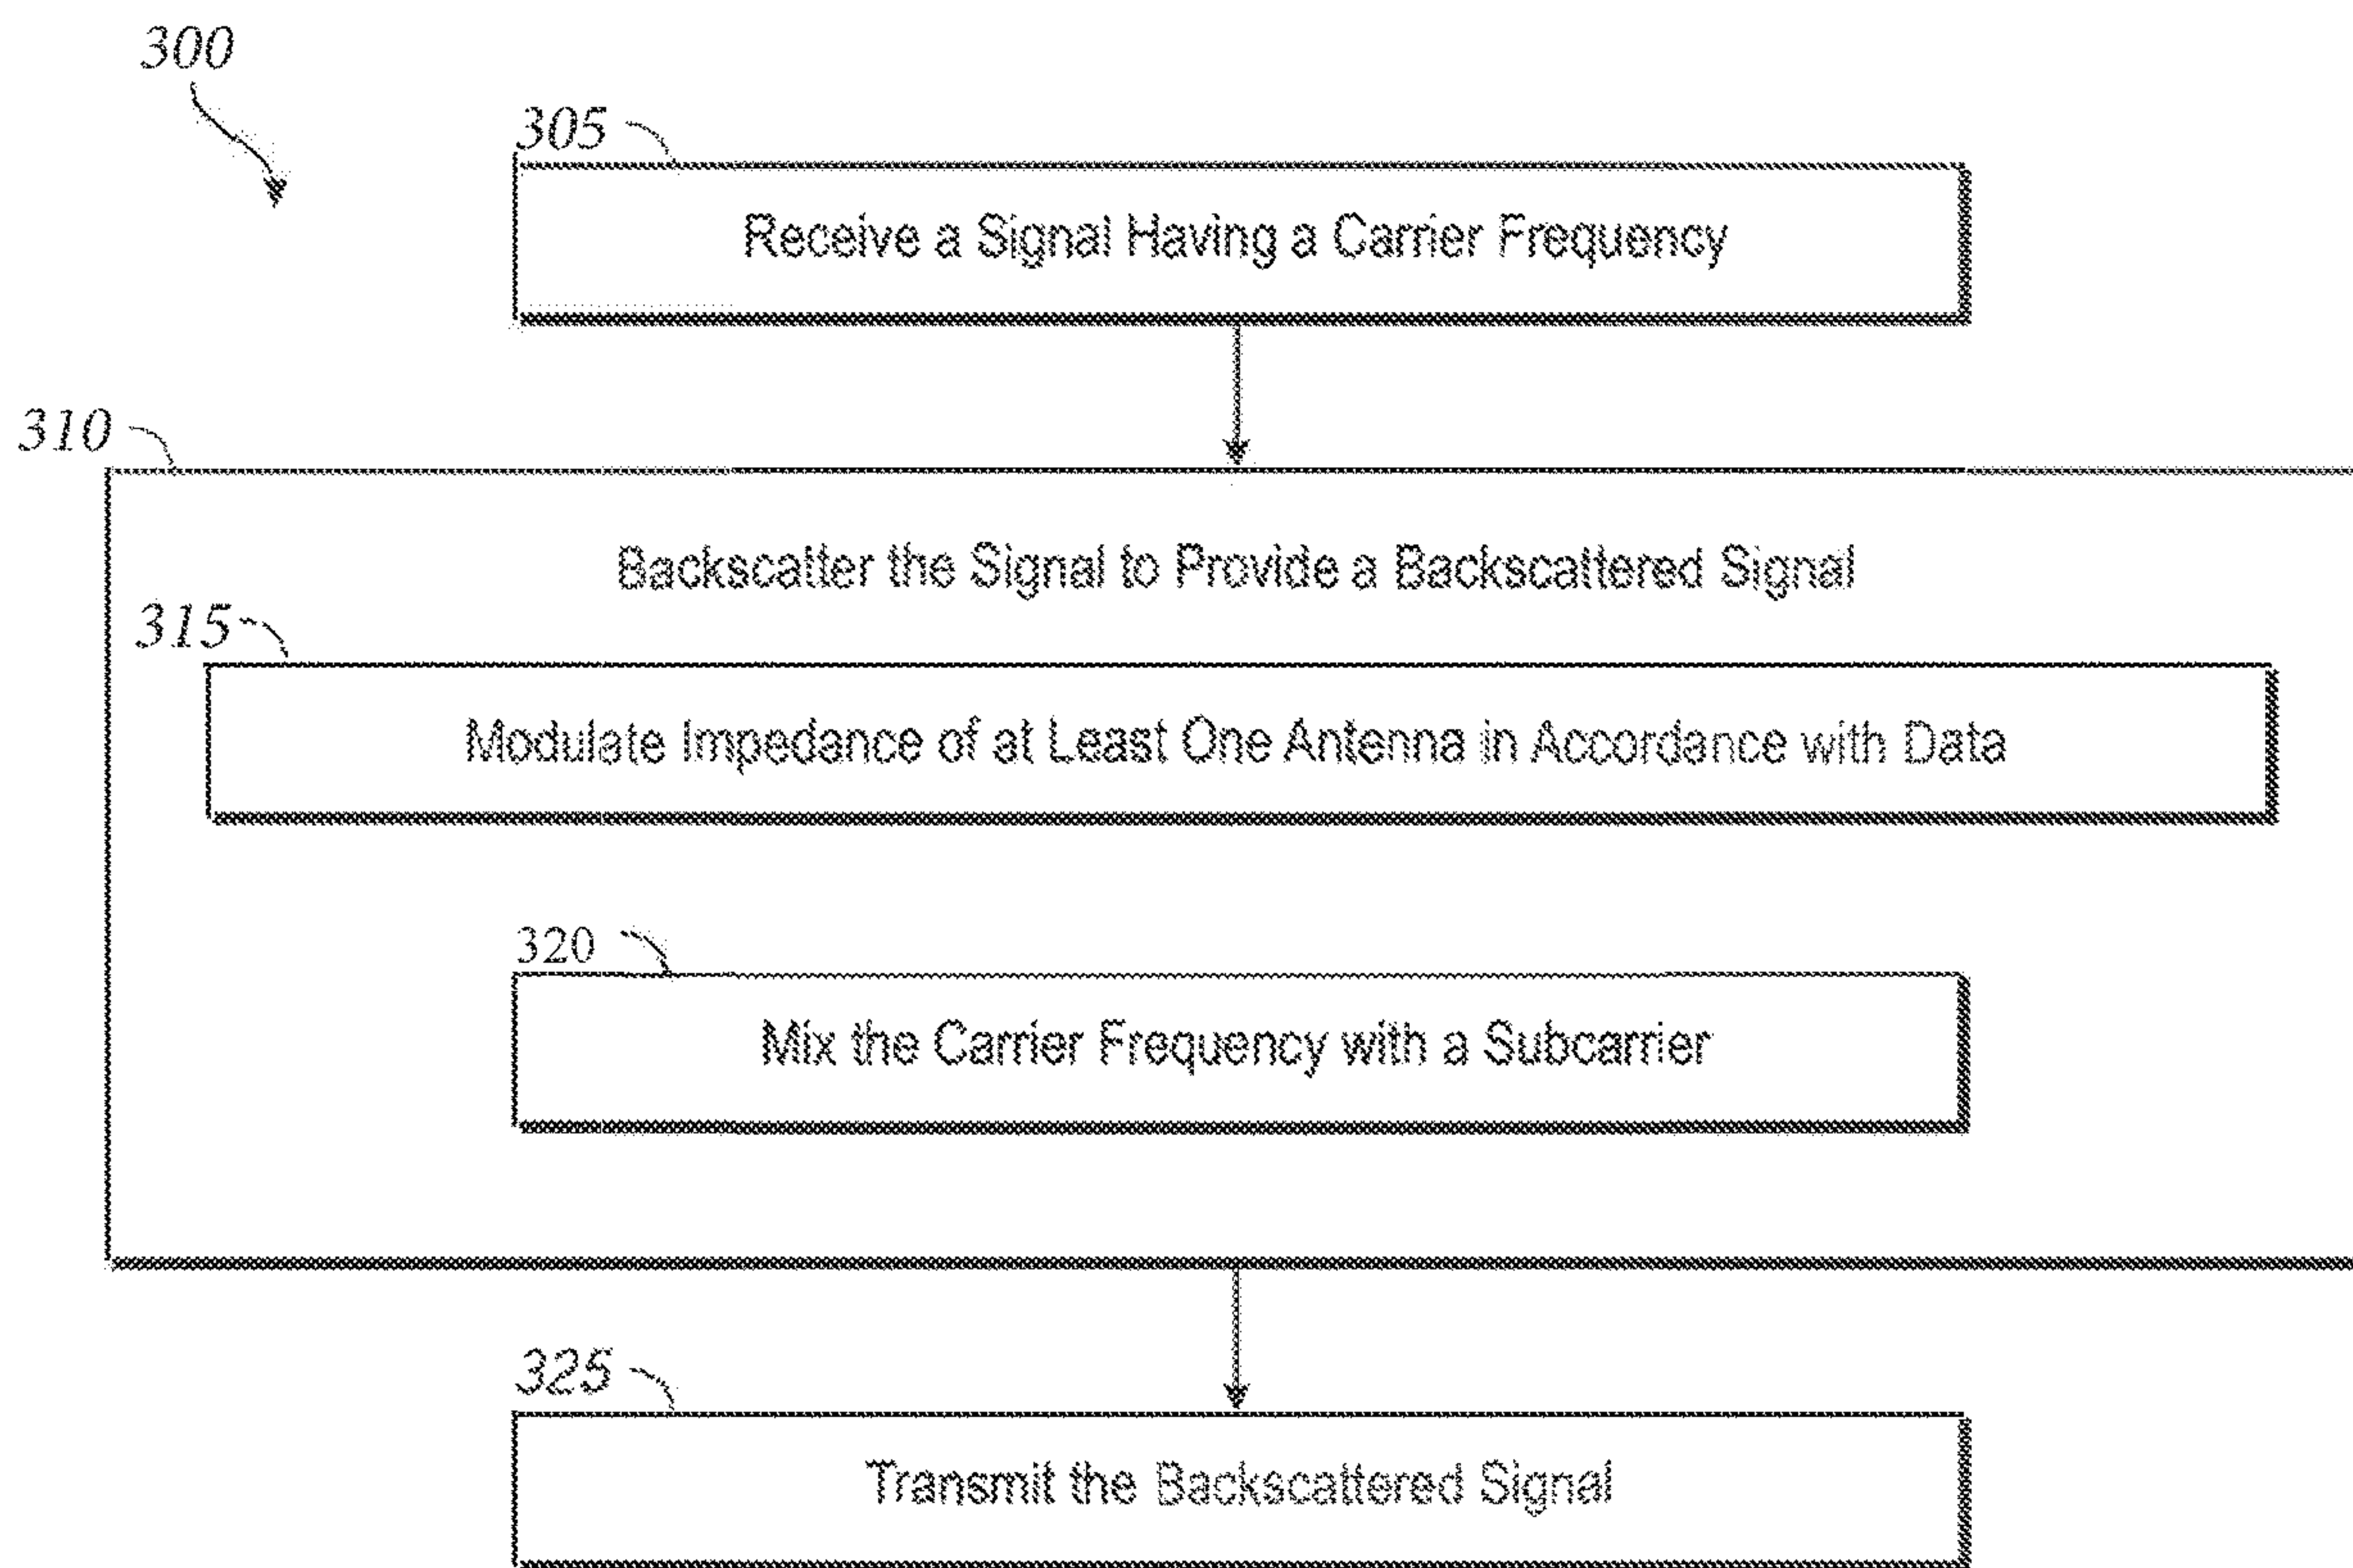 300
305
Receive a Signal Having a Carrier Frequency
310
Backscatter the Signal to Provide a Backscattered Signal
315
Modulate Impedance of at Least One Antenna in Accordance with Data
320
Mix the Carrier Frequency with a Subcarrier
325
Transmit the Backscattered Signal